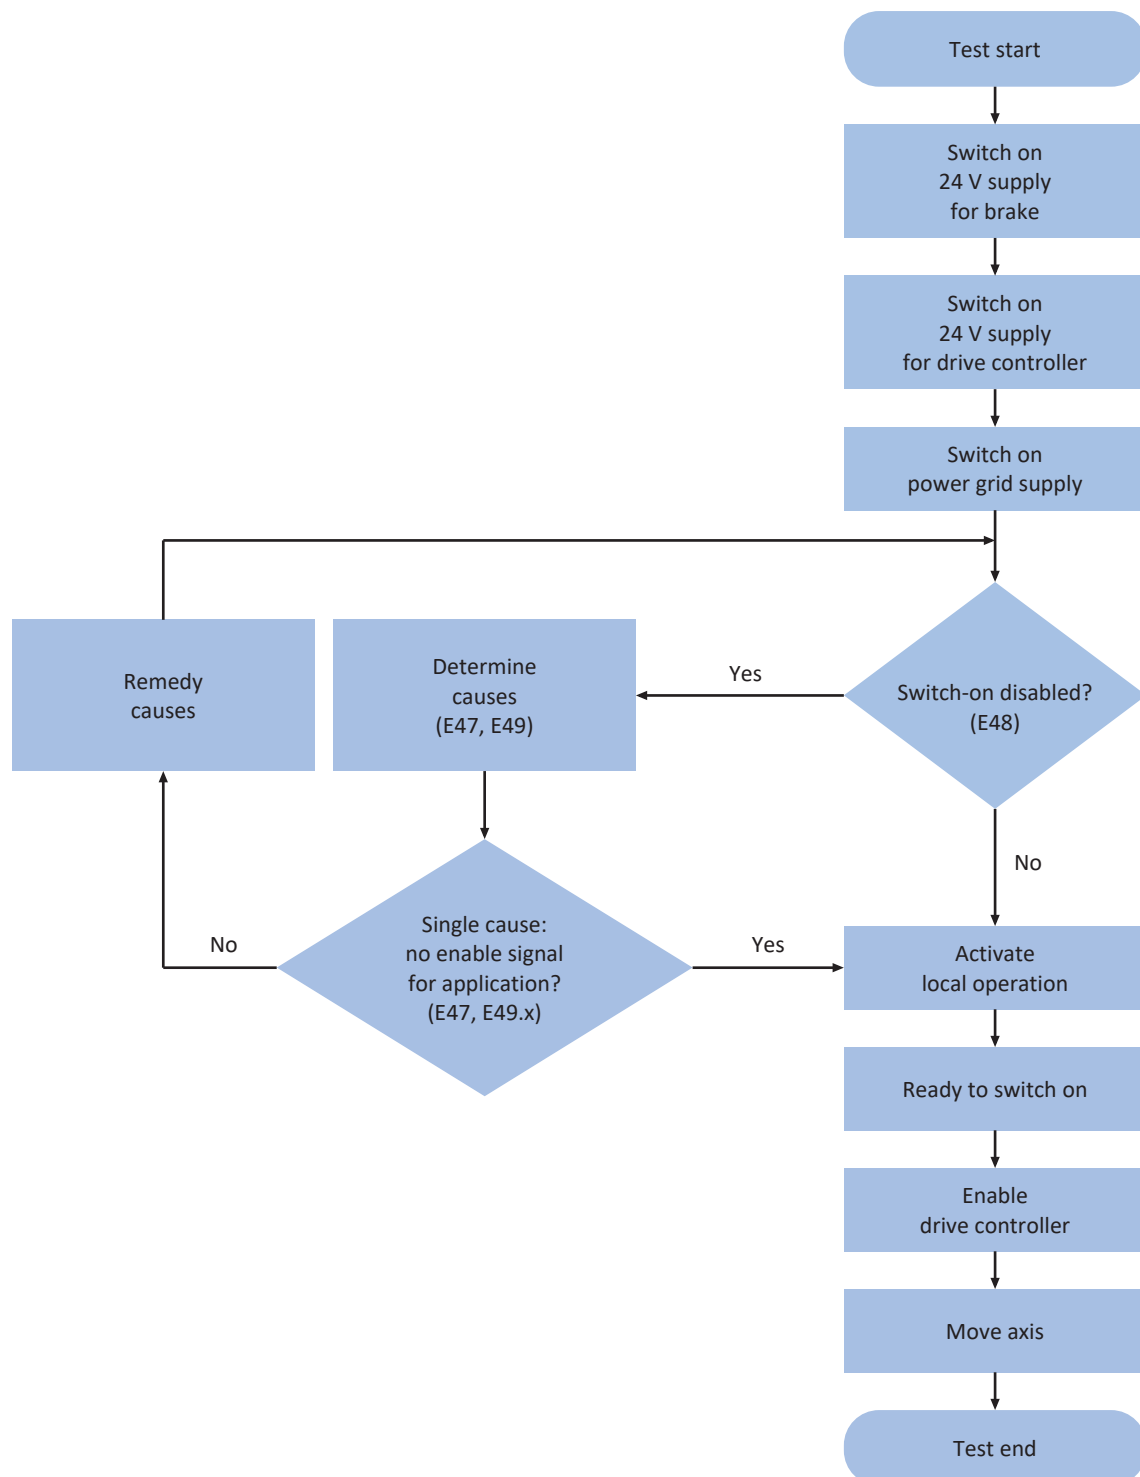 Test start
Switch on
24 V supply
for brake
Switch on
24 V supply
for drive controller
Switch on
power grid supply
Remedy
causes
Determine
causes
(E47, E49)
Yes
Switch-on disabled?
(E48)
No
Single cause:
no enable signal
for application?
(E47, E49.x)
No
Yes
Activate
local operation
Ready to switch on
Enable
drive controller
Move axis
Test end